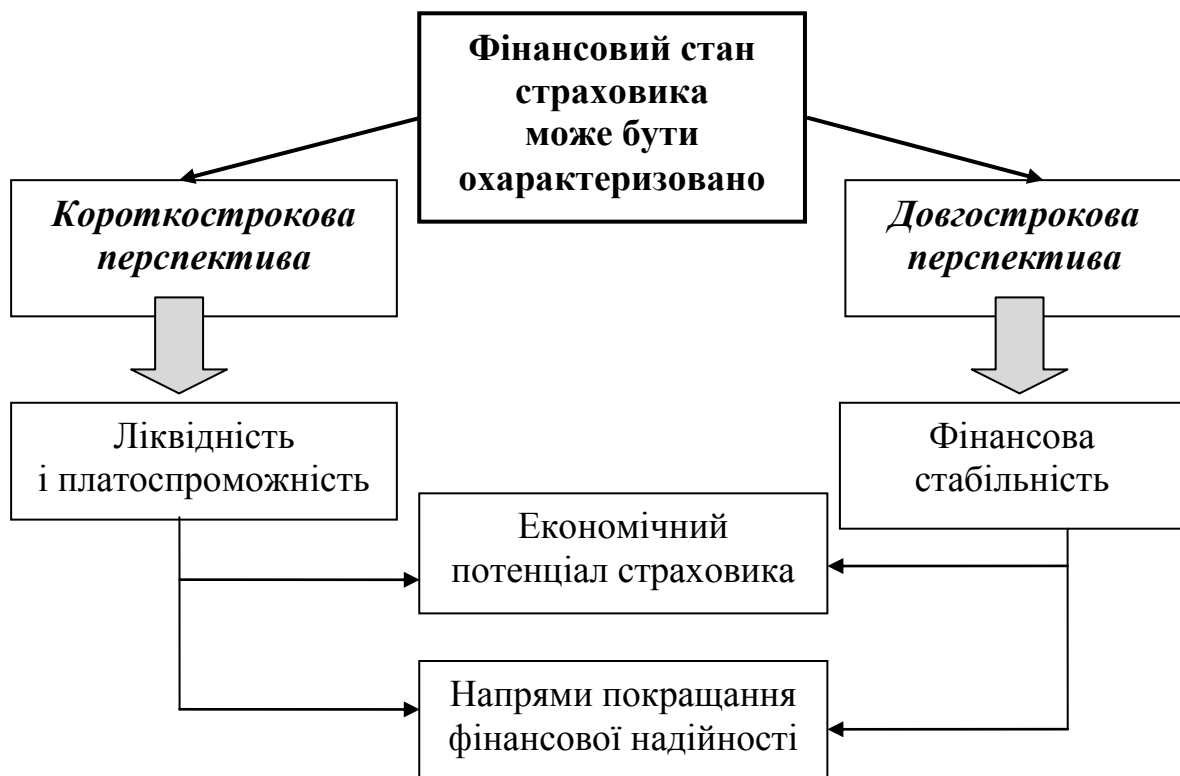 Фінансовий стан
страховика
може бути
охарактеризовано
Короткострокова
перспектива
Довгострокова
перспектива
Ліквідність
і платоспроможність
Фінансова
стабільність
Економічний
потенціал страховика
Напрями покращання
фінансової надійності